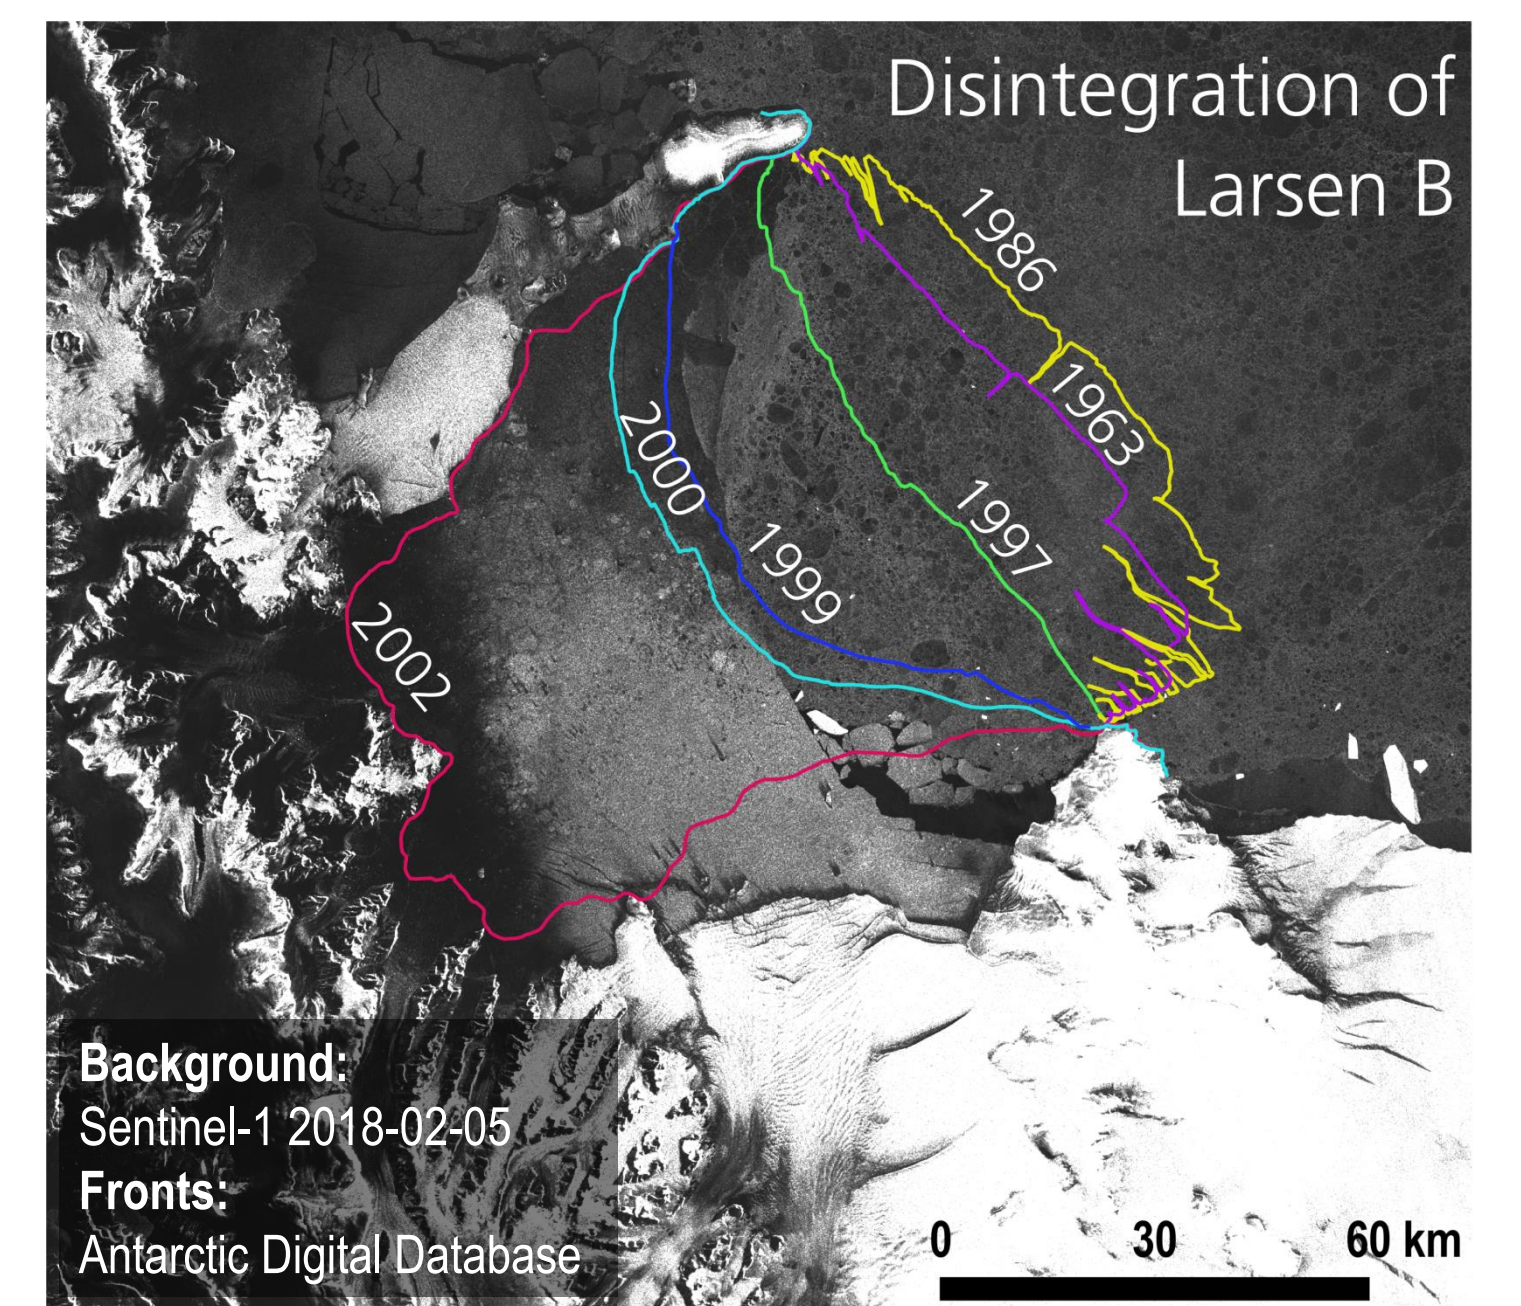 Disintegration of
Larsen B
1986
1963
2000
1997
1999
2002
Background:
Sentinel-1 2018-02-05
Fronts:
Antarctic Digital Database
0 30 60 km